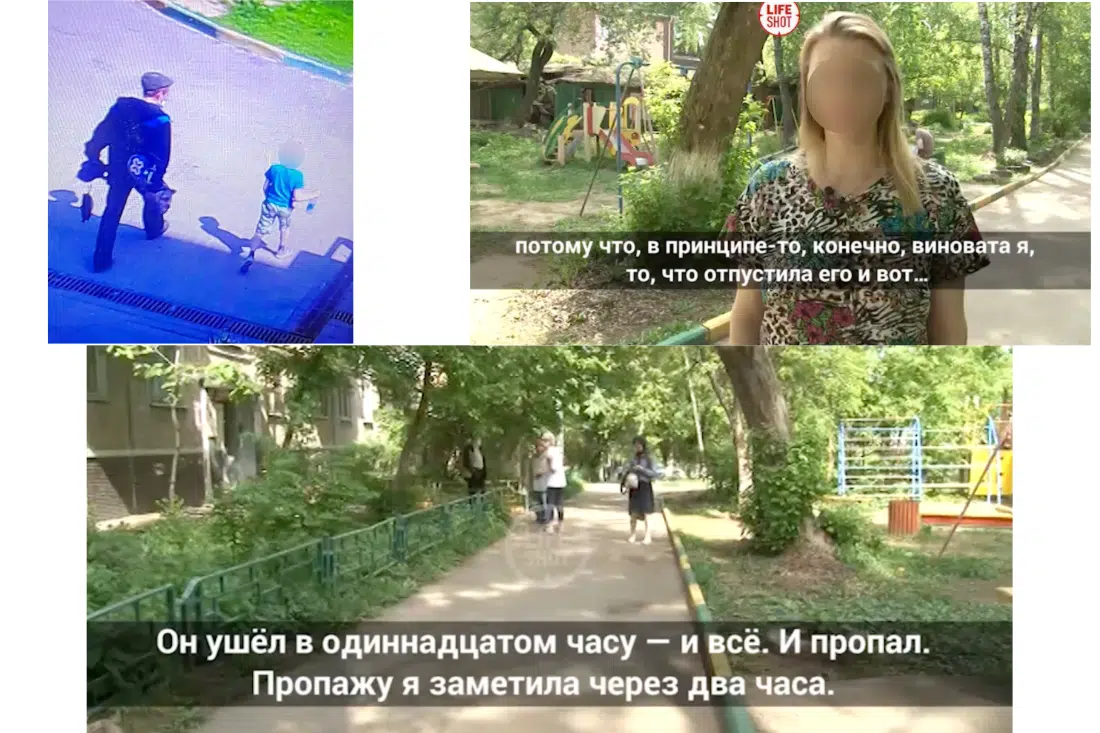 LIFE
SHOT
потому что, в принципе-то, конечно, виновата я,
то, что отпустила его и вот...
SHOT
Он ушёл в одиннадцатом часу — и всё. И пропал.
Пропажу я заметила через два часа.